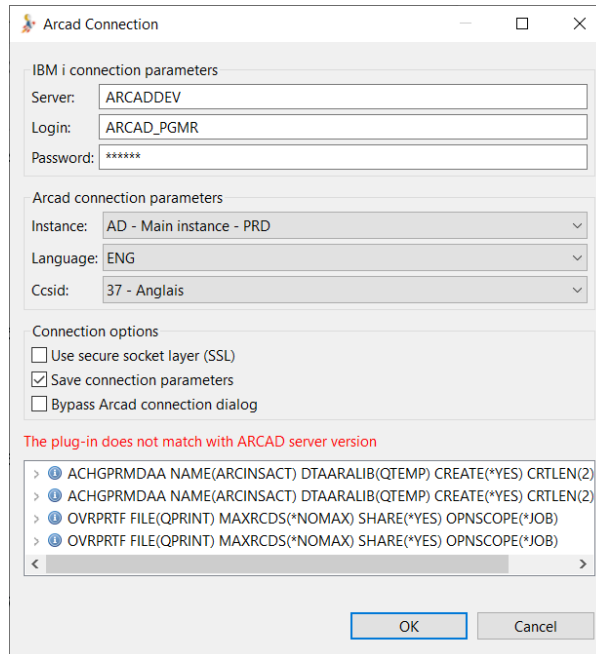 Arcad Connection
IBM i connection parameters
Server: ARCADDEV
Login: ARCAD_PGMR
Password: ******
Arcad connection parameters
Instance: AD - Main instance - PRD
Language: ENG
Ccsid: 37 - Anglais
Connection options
Use secure socket layer (SSL)
Save connection parameters
Bypass Arcad connection dialog
The plug-in does not match with ARCAD server version
ACHGPRMDAA NAME(ARCINSACT) DTAARALIB(QTEMP) CREATE(*YES) CRTLEN(2)
ACHGPRMDAA NAME(ARCINSACT) DTAARALIB(QTEMP) CREATE(*YES) CRTLEN(2)
OVRPRTF FILE(QPRINT) MAXRCDS(*NOMAX) SHARE(*YES) OPNSCOPE(*JOB)
OVRPRTF FILE(QPRINT) MAXRCDS(*NOMAX) SHARE(*YES) OPNSCOPE(*JOB)
OK Cancel